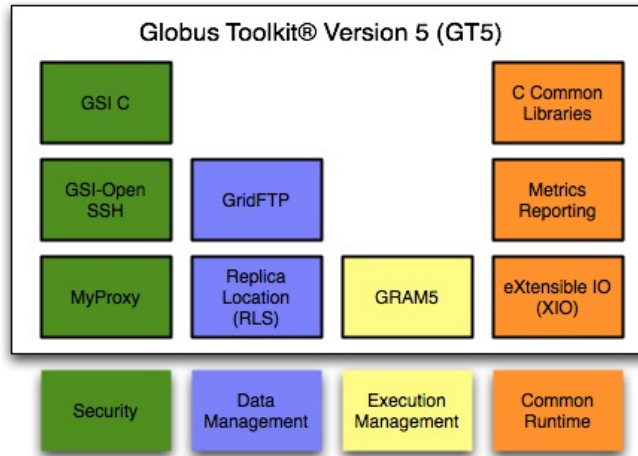 Globus Toolkit® Version 5 (GT5)
GSI C
C Common
Libraries
GSI-Open
SSH
GridFTP
Metrics
Reporting
MyProxy
Replica
Location
(RLS)
GRAM5
eXtensible IO
(XIO)
Security
Data
Management
Execution
Management
Common
Runtime